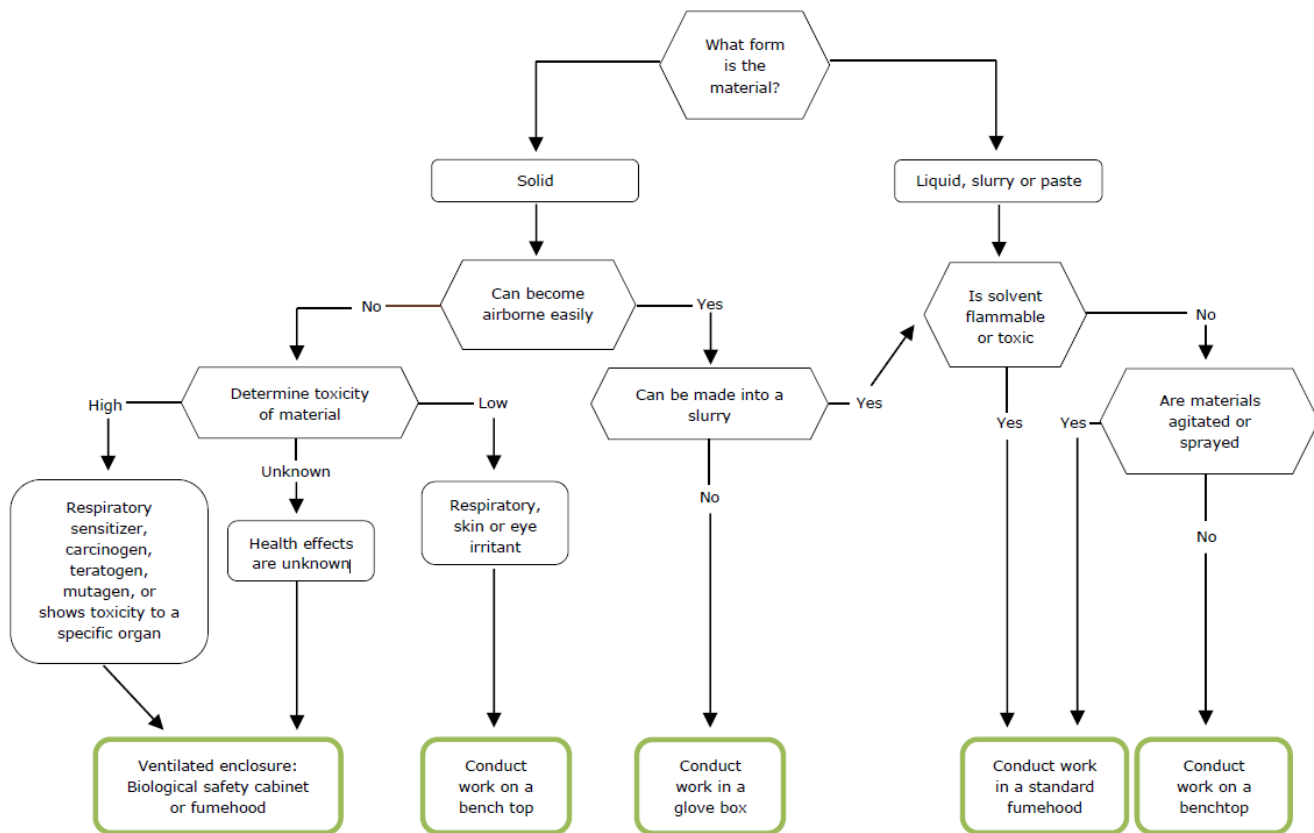 What form
is the
material?
Solid
Liquid, slurry or paste
Can become
airborne easily
No
Yes
Is solvent
flammable
or toxic
No
Determine toxicity
of material
High
Low
Can be made into a
slurry
Yes
Yes
Yes
Are materials
agitated or
sprayed
Unknown
No
No
Respiratory
sensitizer,
carcinogen,
teratogen,
mutagen, or
shows toxicity to a
specific organ
Health effects
are unknown
Respiratory,
skin or eye
irritant
Ventilated enclosure:
Biological safety cabinet
or fumehood
Conduct
work on a
bench top
Conduct
work in a
glove box
Conduct work
in a standard
fumehood
Conduct
work on a
benchtop